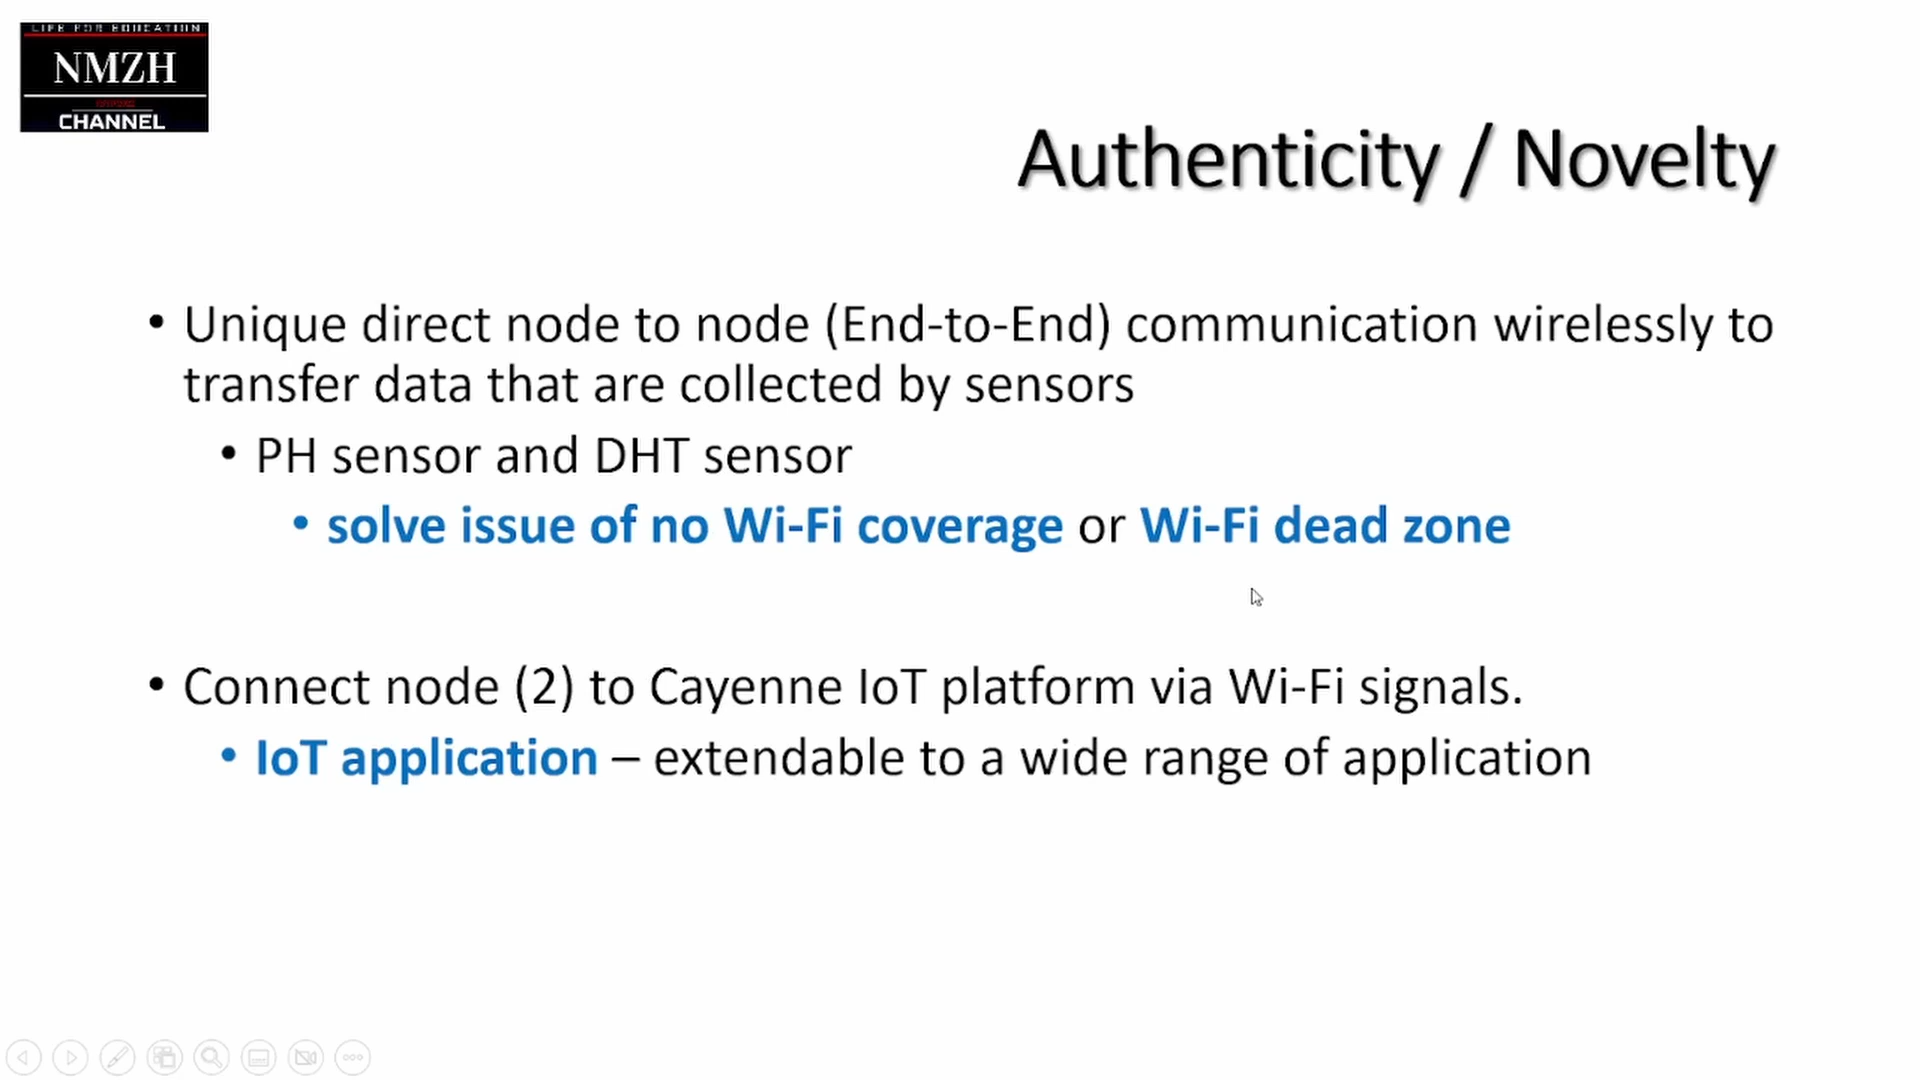 LIFE FOR EDUCATION
NMZH
CHANNEL
Authenticity / Novelty
• Unique direct node to node (End-to-End) communication wirelessly to
transfer data that are collected by sensors
• PH sensor and DHT sensor
• solve issue of no Wi-Fi coverage or Wi-Fi dead zone
• Connect node (2) to Cayenne IoT platform via Wi-Fi signals.
• IoT application – extendable to a wide range of application